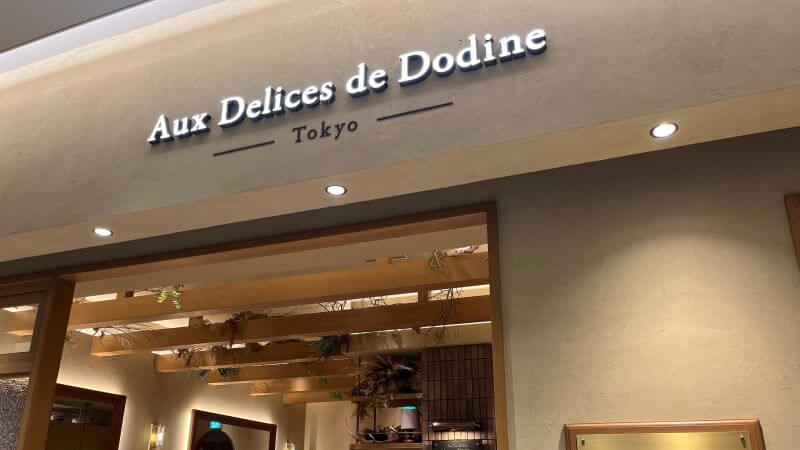 Aux Delices de Dodine
Tokyo